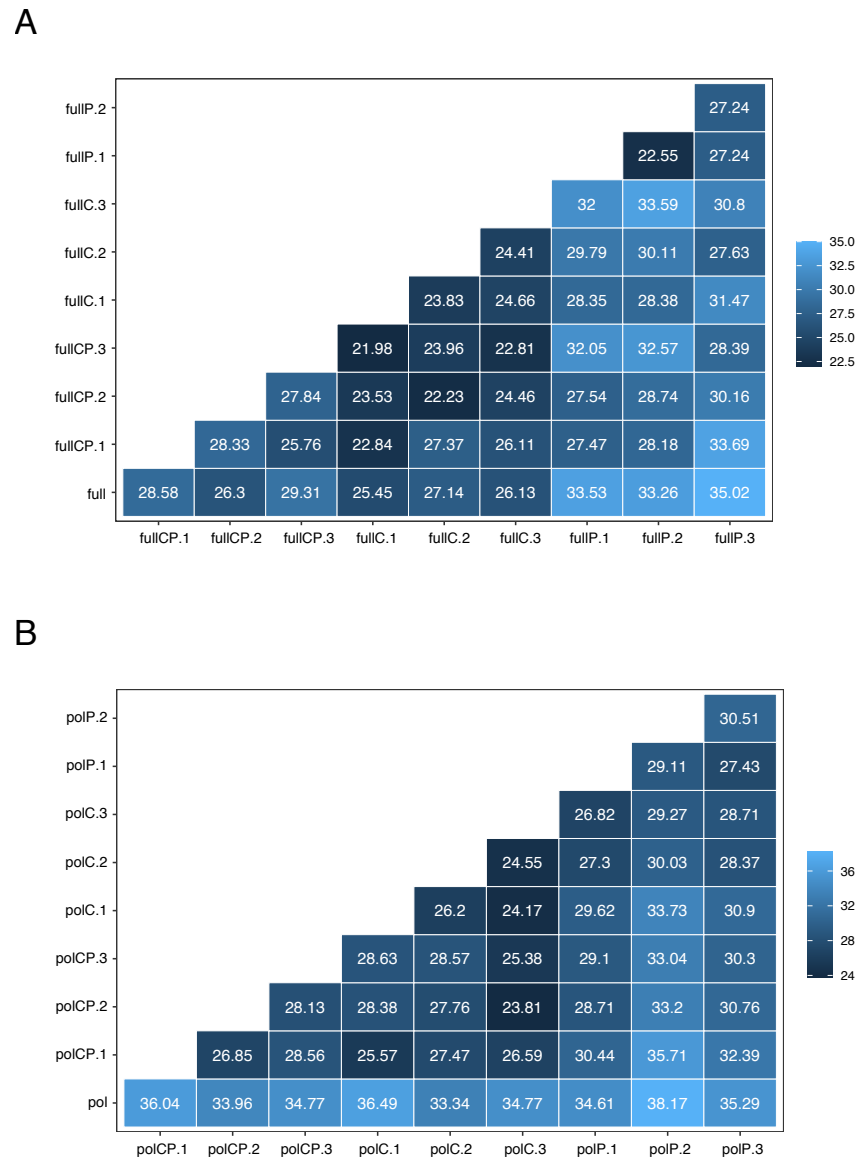 A
fullP.2 27.24
fullP.1 22.55 27.24
fullC.3 32 33.59 30.8
fullC.2 24.41 29.79 30.11 27.63
fullC.1 23.83 24.66 28.35 28.38 31.47
fullCP.3 21.98 23.96 22.81 32.05 32.57 28.39
fullCP.2 27.84 23.53 22.23 24.46 27.54 28.74 30.16
fullCP.1 28.33 25.76 22.84 27.37 26.11 27.47 28.18 33.69
full 28.58 26.3 29.31 25.45 27.14 26.13 33.53 33.26 35.02
fullCP.1 fullCP.2 fullCP.3 fullC.1 fullC.2 fullC.3 fullP.1 fullP.2 fullP.3
35.0
32.5
30.0
27.5
25.0
22.5
B
polP.2 30.51
polP.1 29.11 27.43
polC.3 26.82 29.27 28.71
polC.2 24.55 27.3 30.03 28.37
polC.1 26.2 24.17 29.62 33.73 30.9
polCP.3 28.63 28.57 25.38 29.1 33.04 30.3
polCP.2 28.13 28.38 27.76 23.81 28.71 33.2 30.76
polCP.1 26.85 28.56 25.57 27.47 26.59 30.44 35.71 32.39
pol 36.04 33.96 34.77 36.49 33.34 34.77 34.61 38.17 35.29
polCP.1 polCP.2 polCP.3 polC.1 polC.2 polC.3 polP.1 polP.2 polP.3
36
32
28
24